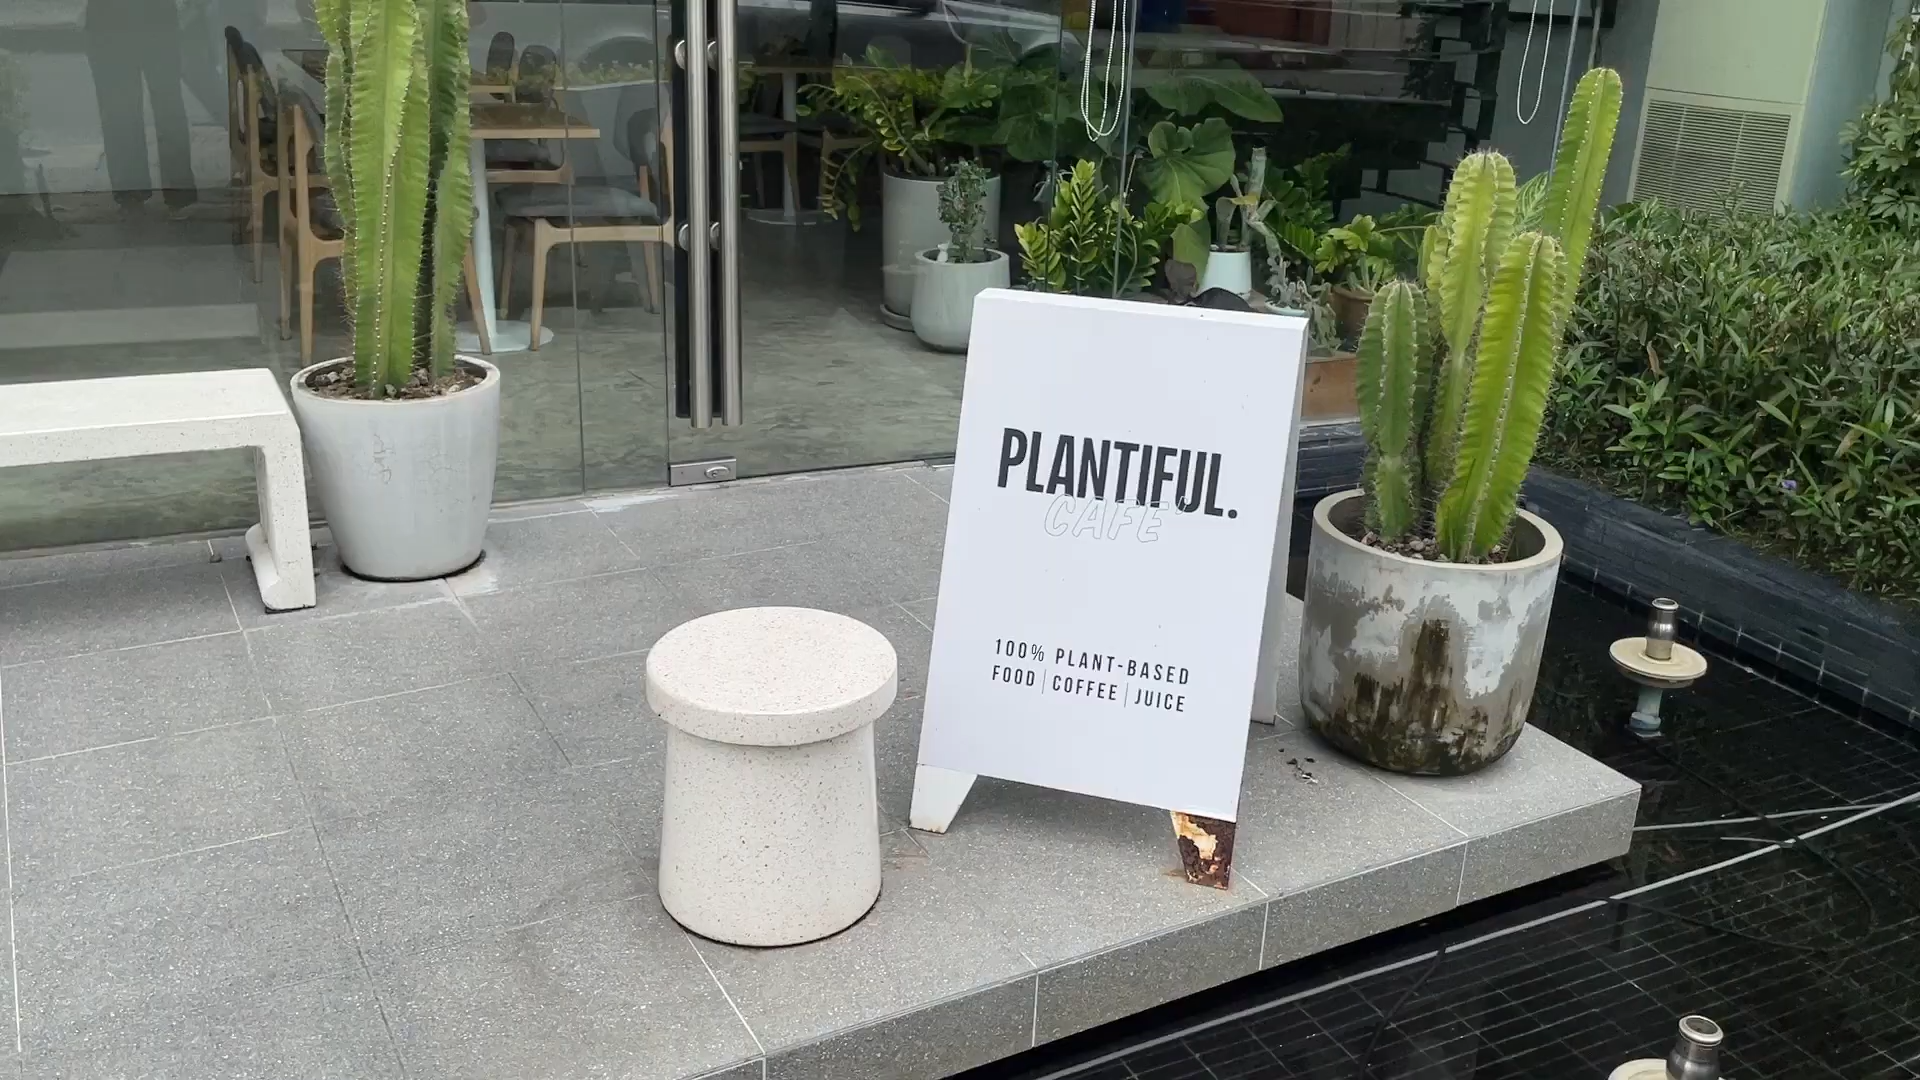 PLANTIFUL.
CAFE'
100% PLANT-BASED
FOOD | COFFEE | JUICE